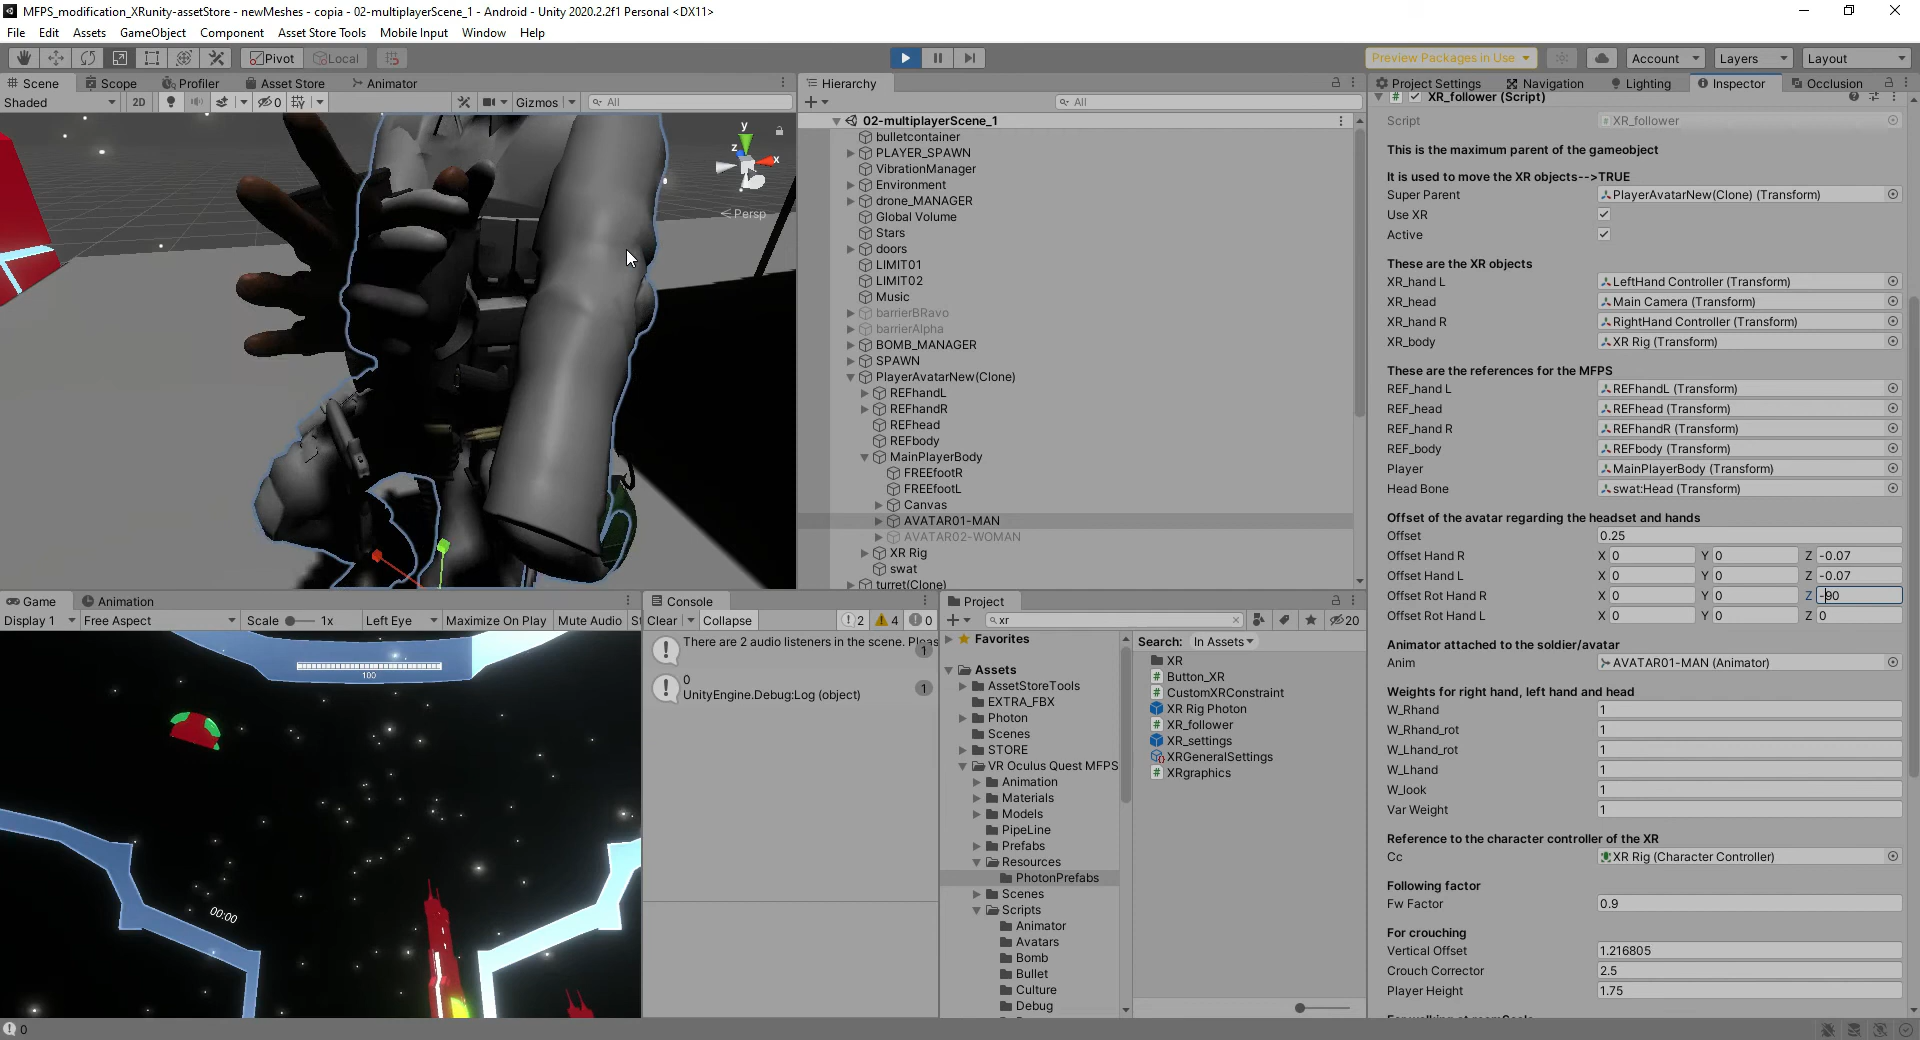 MFPS_modification_XRunity-assetStore - newMeshes - copia - 02-multiplayerScene_1 - Android - Unity 2020.2.2f1 Personal <DX11>
File Edit Assets GameObject Component Asset Store Tools Mobile Input Window Help
Pivot Local Preview Packages in Use Account Layers Layout
Scene Scope Profiler Asset Store Animator
Shaded 2D 0 Gizmos All
y
z x
Persp
Hierarchy
All
02-multiplayerScene_1
bulletcontainer
PLAYER_SPAWN
VibrationManager
Environment
drone_MANAGER
Global Volume
Stars
doors
LIMIT01
LIMIT02
Music
barrierBRavo
barrierAlpha
BOMB_MANAGER
SPAWN
PlayerAvatarNew(Clone)
REFhandL
REFhandR
REFhead
REFbody
MainPlayerBody
FREEfootR
FREEfootL
Canvas
AVATAR01-MAN
AVATAR02-WOMAN
XR Rig
swat
turret(Clone)
Project Settings Navigation Lighting Inspector Occlusion
XR_follower (Script)
Script XR_follower
This is the maximum parent of the gameobject
It is used to move the XR objects-->TRUE
Super Parent PlayerAvatarNew(Clone) (Transform)
Use XR
Active
These are the XR objects
XR_hand L LeftHand Controller (Transform)
XR_head Main Camera (Transform)
XR_hand R RightHand Controller (Transform)
XR_body XR Rig (Transform)
These are the references for the MFPS
REF_hand L REFhandL (Transform)
REF_head REFhead (Transform)
REF_hand R REFhandR (Transform)
REF_body REFbody (Transform)
Player MainPlayerBody (Transform)
Head Bone swat:Head (Transform)
Offset of the avatar regarding the headset and hands
Offset 0.25
Offset Hand R X 0 Y 0 Z -0.07
Offset Hand L X 0 Y 0 Z -0.07
Offset Rot Hand R X 0 Y 0 Z -90
Offset Rot Hand L X 0 Y 0 Z 0
Animator attached to the soldier/avatar
Anim AVATAR01-MAN (Animator)
Weights for right hand, left hand and head
W_Rhand 1
W_Rhand_rot 1
W_Lhand_rot 1
W_Lhand 1
W_look 1
Var Weight 1
Reference to the character controller of the XR
Cc XR Rig (Character Controller)
Following factor
Fw Factor 0.9
For crouching
Vertical Offset 1.216805
Crouch Corrector 2.5
Player Height 1.75
Game Animation
Display 1 Free Aspect Scale 1x Left Eye Maximize On Play Mute Audio St
100
00:00
Console
Clear Collapse 2 4 0
There are 2 audio listeners in the scene. Pleas
1
0
UnityEngine.Debug:Log (object) 1
Project
xr 20
Favorites
Assets
AssetStoreTools
EXTRA_FBX
Photon
Scenes
STORE
VR Oculus Quest MFPS
Animation
Materials
Models
PipeLine
Prefabs
Resources
PhotonPrefabs
Scenes
Scripts
Animator
Avatars
Bomb
Bullet
Culture
Debug
Search: In Assets
XR
Button_XR
CustomXRConstraint
XR Rig Photon
XR_follower
XR_settings
XRGeneralSettings
XRgraphics
0